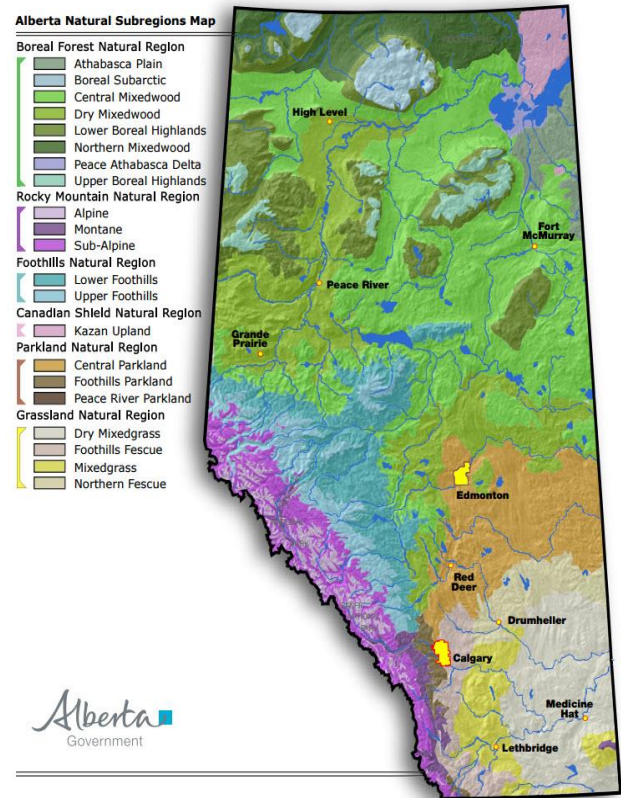 Alberta Natural Subregions Map
Boreal Forest Natural Region
Athabasca Plain
Boreal Subarctic
Central Mixedwood
Dry Mixedwood
Lower Boreal Highlands
Northern Mixedwood
Peace Athabasca Delta
Upper Boreal Highlands
Rocky Mountain Natural Region
Alpine
Montane
Sub-Alpine
Foothills Natural Region
Lower Foothills
Upper Foothills
Canadian Shield Natural Region
Kazan Upland
Parkland Natural Region
Central Parkland
Foothills Parkland
Peace River Parkland
Grassland Natural Region
Dry Mixedgrass
Foothills Fescue
Mixedgrass
Northern Fescue
High Level
Fort
McMurray
Peace River
Grande
Prairie
Edmonton
Red
Deer
Drumheller
Calgary
Medicine
Hat
Lethbridge
Alberta
Government